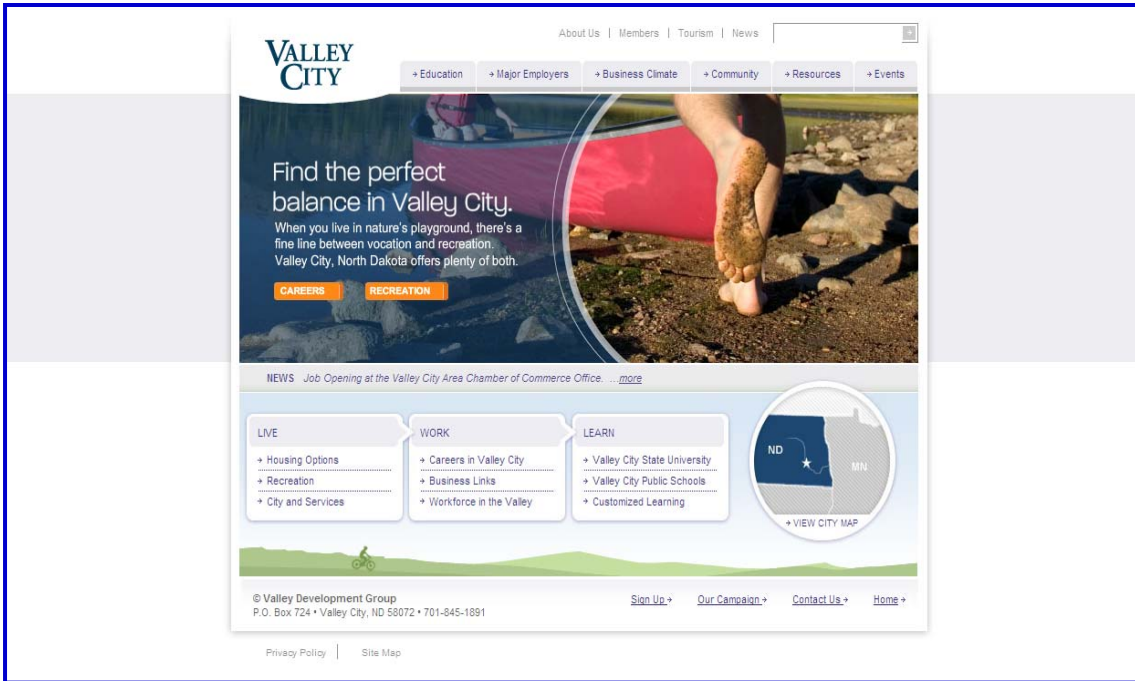 About Us | Members | Tourism | News
VALLEY
CITY
Education Major Employers Business Climate Community Resources Events
Find the perfect
balance in Valley City.
When you live in nature's playground, there's a
fine line between vocation and recreation.
Valley City, North Dakota offers plenty of both.
CAREERS RECREATION
NEWS Job Opening at the Valley City Area Chamber of Commerce Office. ...more
LIVE
Housing Options
Recreation
City and Services
WORK
Careers in Valley City
Business Links
Workforce in the Valley
LEARN
Valley City State University
Valley City Public Schools
Customized Learning
ND
MN
VIEW CITY MAP
© Valley Development Group
P.O. Box 724 • Valley City, ND 58072 • 701-845-1891
Sign Up Our Campaign Contact Us Home
Privacy Policy | Site Map